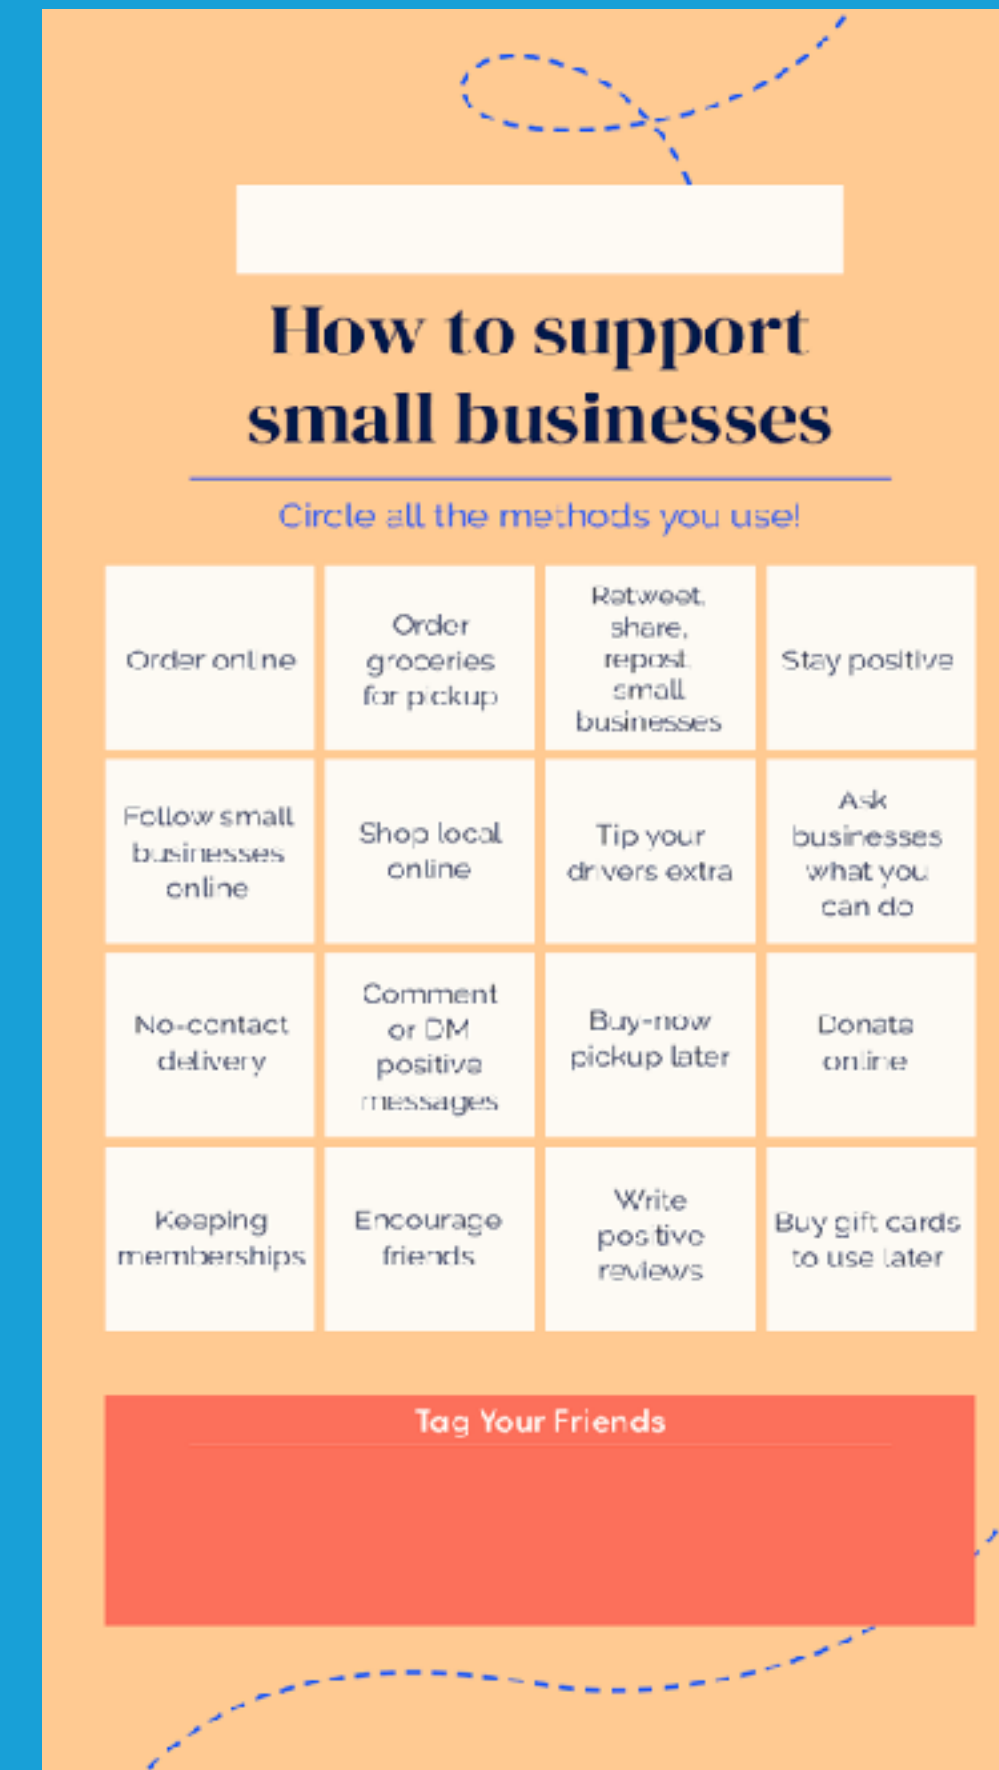 How to support
small businesses
Circle all the methods you use!
Order online
Order
groceries
for pickup
Retweet,
share,
repost
small
businesses
Stay positive
Follow small
businesses
online
Shop local
online
Tip your
drivers extra
Ask
businesses
what you
can do
No-contact
delivery
Comment
or DM
positive
messages
Buy-now
pickup later
Donate
online
Keeping
memberships
Encourage
friends
Write
positive
reviews
Buy gift cards
to use later
Tag Your Friends